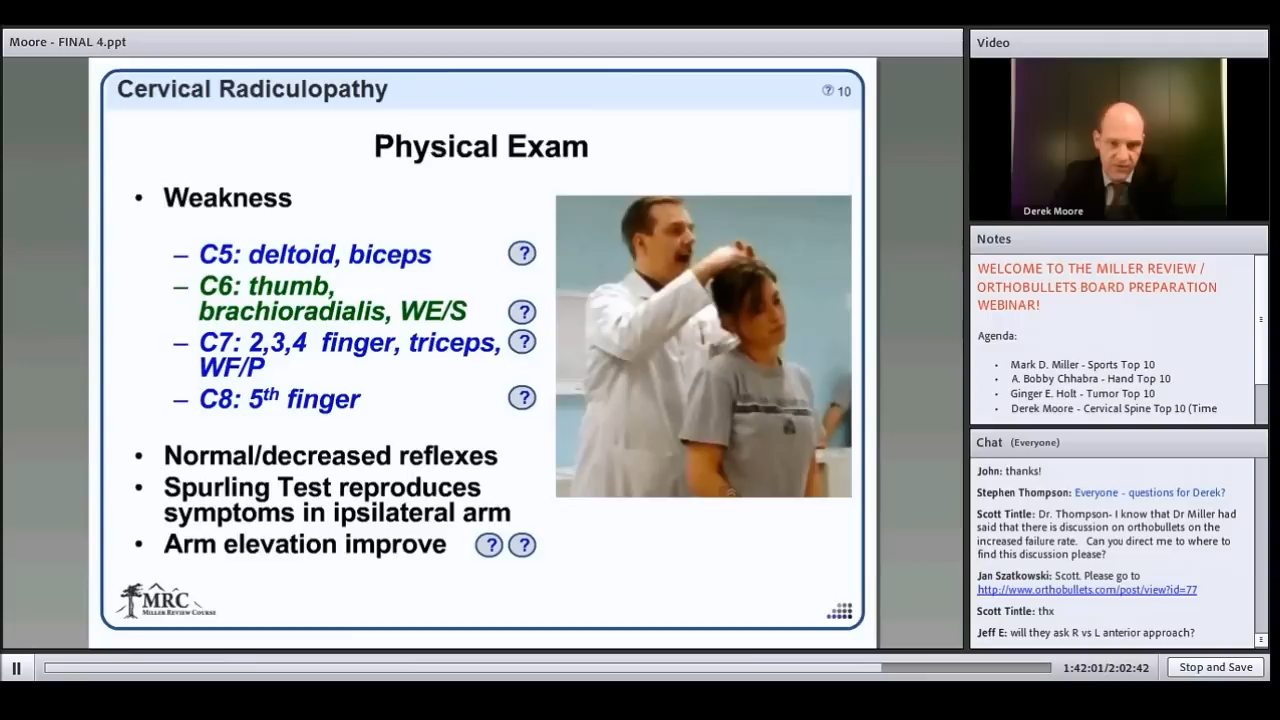 Moore - FINAL 4.ppt
Cervical Radiculopathy
? 10
Physical Exam
• Weakness
– C5: deltoid, biceps ?
– C6: thumb,
brachioradialis, WE/S ?
– C7: 2,3,4 finger, triceps, ?
WF/P
– C8: 5th finger ?
• Normal/decreased reflexes
• Spurling Test reproduces
symptoms in ipsilateral arm
• Arm elevation improve ? ?
MRC
MILLER REVIEW COURSE
Video
Derek Moore
Notes
WELCOME TO THE MILLER REVIEW /
ORTHOBULLETS BOARD PREPARATION
WEBINAR!
Agenda:
• Mark D. Miller - Sports Top 10
• A. Bobby Chhabra - Hand Top 10
• Ginger E. Holt - Tumor Top 10
• Derek Moore - Cervical Spine Top 10 (Time
Chat (Everyone)
John: thanks!
Stephen Thompson: Everyone - questions for Derek?
Scott Tintle: Dr. Thompson- I know that Dr Miller had
said that there is discussion on orthobullets on the
increased failure rate. Can you direct me to where to
find this discussion please?
Jan Szatkowski: Scott. Please go to
http://www.orthobullets.com/post/view?id=77
Scott Tintle: thx
Jeff E: will they ask R vs L anterior approach?
1:42:01/2:02:42
Stop and Save